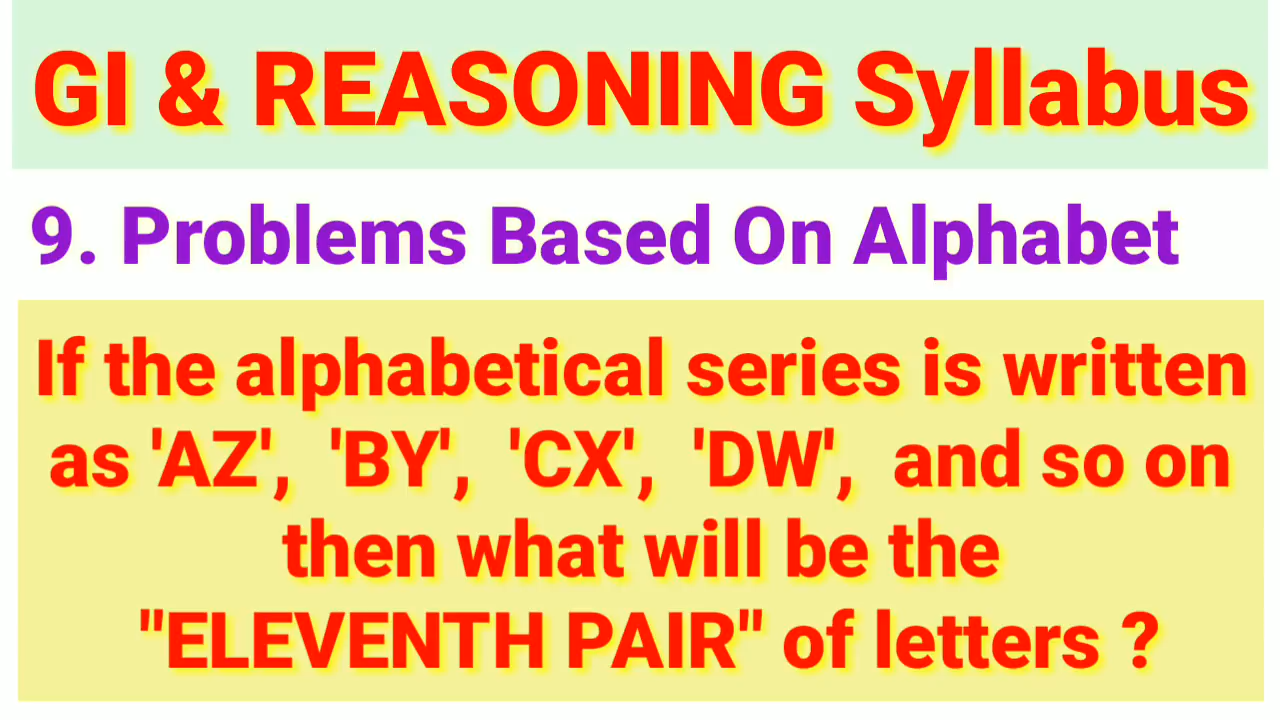 GI & REASONING Syllabus
9. Problems Based On Alphabet
If the alphabetical series is written
as 'AZ', 'BY', 'CX', 'DW', and so on
then what will be the
"ELEVENTH PAIR" of letters ?